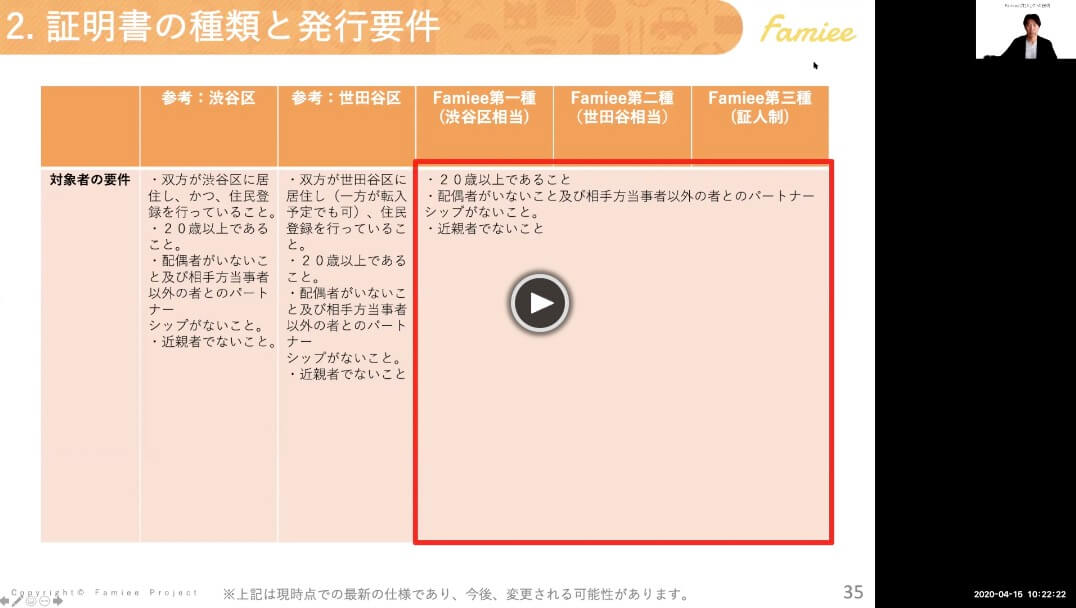 2. 証明書の種類と発行要件
Famiee
参考：渋谷区
参考：世田谷区
Famiee第一種
（渋谷区相当）
Famiee第二種
（世田谷相当）
Famiee第三種
（証人制）
対象者の要件
・双方が渋谷区に居
住し、かつ、住民登
録を行っていること。
・２０歳以上である
こと。
・配偶者がいないこ
と及び相手方当事者
以外の者とのパート
ナー
シップがないこと。
・近親者でないこと。
・双方が世田谷区に
居住し（一方が転入
予定でも可）、住民
登録を行っているこ
と。
・２０歳以上である
こと。
・配偶者がいないこ
と及び相手方当事者
以外の者とのパート
ナー
シップがないこと。
・近親者でないこと
・２０歳以上であること
・配偶者がいないこと及び相手方当事者以外の者とのパートナー
シップがないこと。
・近親者でないこと
Copyright© Famiee Project
※上記は現時点での最新の仕様であり、今後、変更される可能性があります。
35
2020-04-16 10:22:22